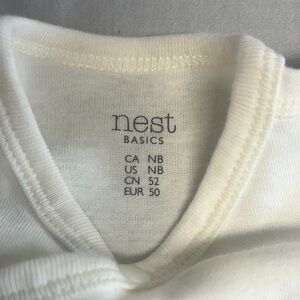 nest
BASICS
CA NB
US NB
CN 52
EUR 50